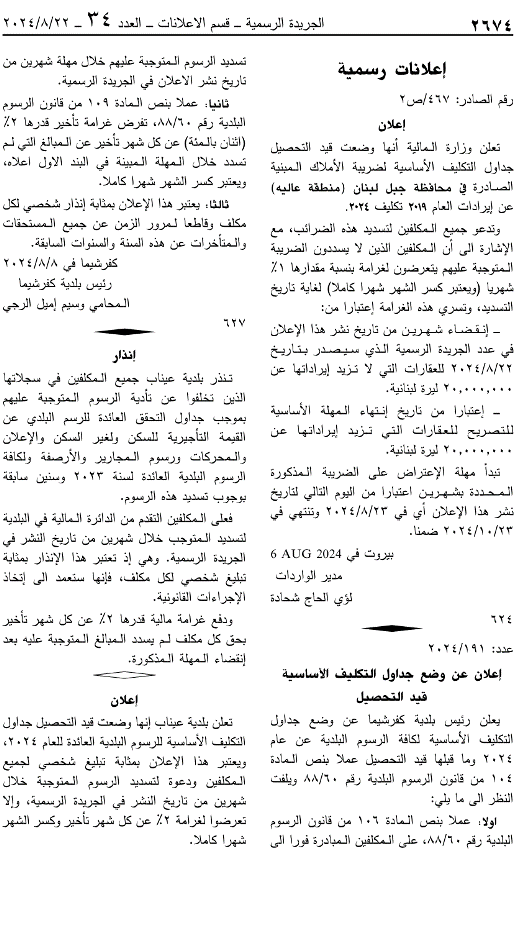 ٢٦٧٤
الجريدة الرسمية ــ قسم الاعلانات ــ العدد ٣٤ ــ ٢٠٢٤/٨/٢٢
إعلانات رسمية
رقم الصادر: ٤٦٧/ص٢
إعلان
تعلن وزارة المالية أنها وضعت قيد التحصيل
جداول التكليف الأساسية لضريبة الأملاك المبنية
الصادرة في محافظة جبل لبنان (منطقة عاليه)
عن إيرادات العام ٢٠١٩ تكليف ٢٠٢٤.
وتدعو جميع المكلفين لتسديد هذه الضرائب، مع
الإشارة الى أن المكلفين الذين لا يسددون الضريبة
المتوجبة عليهم يتعرضون لغرامة بنسبة مقدارها ١٪
شهريا (ويعتبر كسر الشهر شهرا كاملا) لغاية تاريخ
التسديد، وتسري هذه الغرامة إعتبارا من:
ــ إنقضاء شهرين من تاريخ نشر هذا الإعلان
في عدد الجريدة الرسمية الذي سيصدر بتاريخ
٢٠٢٤/٨/٢٢ للعقارات التي لا تزيد إيراداتها عن
٢٠,٠٠٠,٠٠٠ ليرة لبنانية.
ــ إعتبارا من تاريخ إنتهاء المهلة الأساسية
للتصريح للعقارات التي تزيد إيراداتها عن
٢٠,٠٠٠,٠٠٠ ليرة لبنانية.
تبدأ مهلة الإعتراض على الضريبة المذكورة
المحددة بشهرين اعتبارا من اليوم التالي لتاريخ
نشر هذا الإعلان أي في ٢٠٢٤/٨/٢٣ وتنتهي في
٢٠٢٤/١٠/٢٣ ضمنا.
بيروت في 6 AUG 2024
مدير الواردات
لؤي الحاج شحادة
٦٢٤
عدد: ٢٠٢٤/١٩١
إعلان عن وضع جداول التكليف الأساسية
قيد التحصيل
يعلن رئيس بلدية كفرشيما عن وضع جداول
التكليف الأساسية لكافة الرسوم البلدية عن عام
٢٠٢٤ وما قبلها قيد التحصيل عملا بنص المادة
١٠٤ من قانون الرسوم البلدية رقم ٨٨/٦٠ ويلفت
النظر الى ما يلي:
اولا: عملا بنص المادة ١٠٦ من قانون الرسوم
البلدية رقم ٨٨/٦٠، على المكلفين المبادرة فورا الى
تسديد الرسوم المتوجبة عليهم خلال مهلة شهرين من
تاريخ نشر الاعلان في الجريدة الرسمية.
ثانيا: عملا بنص المادة ١٠٩ من قانون الرسوم
البلدية رقم ٨٨/٦٠، تفرض غرامة تأخير قدرها ٢٪
(اثنان بالمئة) عن كل شهر تأخير عن المبالغ التي لم
تسدد خلال المهلة المبينة في البند الاول اعلاه،
ويعتبر كسر الشهر شهرا كاملا.
ثالثا: يعتبر هذا الإعلان بمثابة إنذار شخصي لكل
مكلف وقاطعا لمرور الزمن عن جميع المستحقات
والمتأخرات عن هذه السنة والسنوات السابقة.
كفرشيما في ٢٠٢٤/٨/٨
رئيس بلدية كفرشيما
المحامي وسيم إميل الرجي
٦٢٧
إنذار
تنذر بلدية عيناب جميع المكلفين في سجلاتها
الذين تخلفوا عن تأدية الرسوم المتوجبة عليهم
بموجب جداول التحقق العائدة للرسم البلدي عن
القيمة التأجيرية للسكن ولغير السكن والإعلان
والمحركات ورسوم المجارير والأرصفة ولكافة
الرسوم البلدية العائدة لسنة ٢٠٢٣ وسنين سابقة
بوجوب تسديد هذه الرسوم.
فعلى المكلفين التقدم من الدائرة المالية في البلدية
لتسديد المتوجب خلال شهرين من تاريخ النشر في
الجريدة الرسمية. وهي إذ تعتبر هذا الإنذار بمثابة
تبليغ شخصي لكل مكلف، فإنها ستعمد الى إتخاذ
الإجراءات القانونية.
ودفع غرامة مالية قدرها ٢٪ عن كل شهر تأخير
بحق كل مكلف لم يسدد المبالغ المتوجبة عليه بعد
إنقضاء المهلة المذكورة.
إعلان
تعلن بلدية عيناب إنها وضعت قيد التحصيل جداول
التكليف الأساسية للرسوم البلدية العائدة للعام ٢٠٢٤،
ويعتبر هذا الإعلان بمثابة تبليغ شخصي لجميع
المكلفين ودعوة لتسديد الرسوم المتوجبة خلال
شهرين من تاريخ النشر في الجريدة الرسمية، وإلا
تعرضوا لغرامة ٢٪ عن كل شهر تأخير وكسر الشهر
شهرا كاملا.